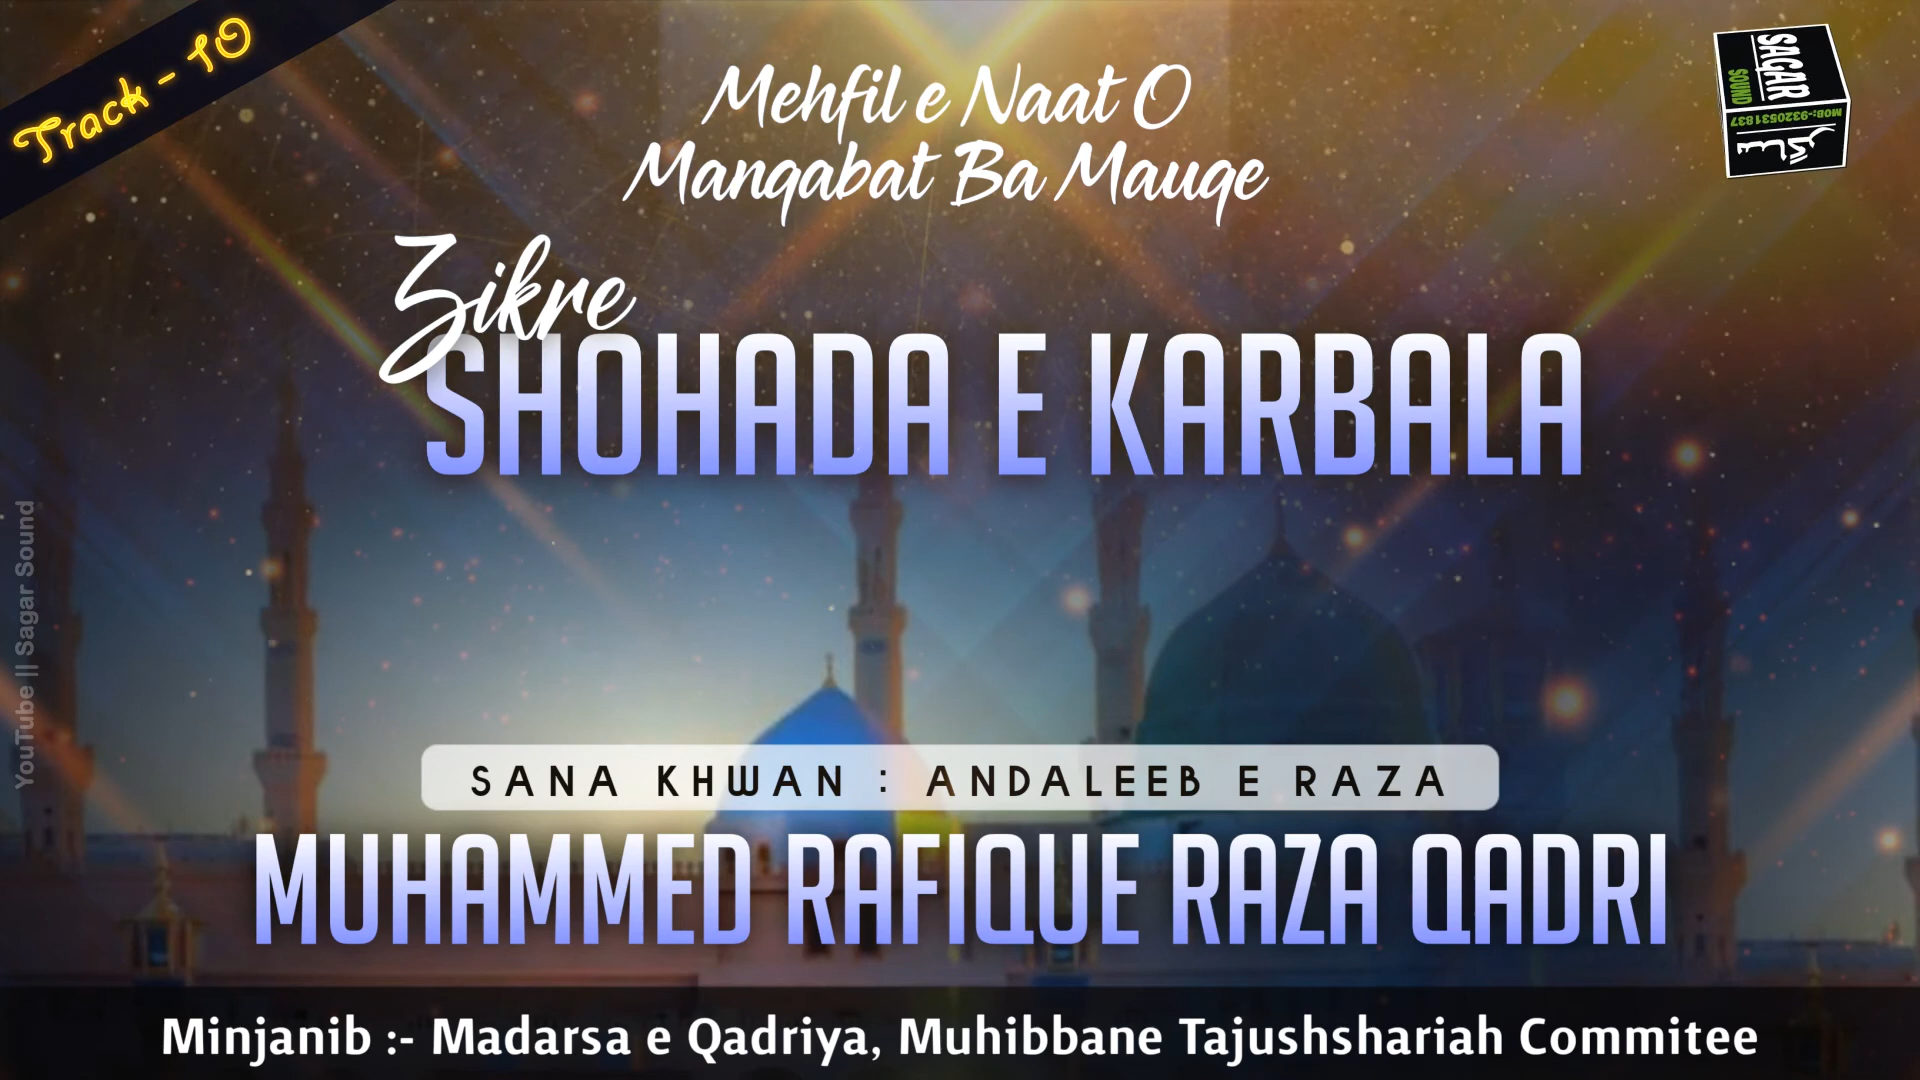 Track - 10
Mehfil e Naat O
Manqabat Ba Mauqe
Zikre
SHOHADA E KARBALA
SAGAR
SOUND
MOB:-9320531837
YouTube || Sagar Sound
SANA KHWAN : ANDALEEB E RAZA
MUHAMMED RAFIQUE RAZA QADRI
Minjanib :- Madarsa e Qadriya, Muhibbane Tajushshariah Commitee